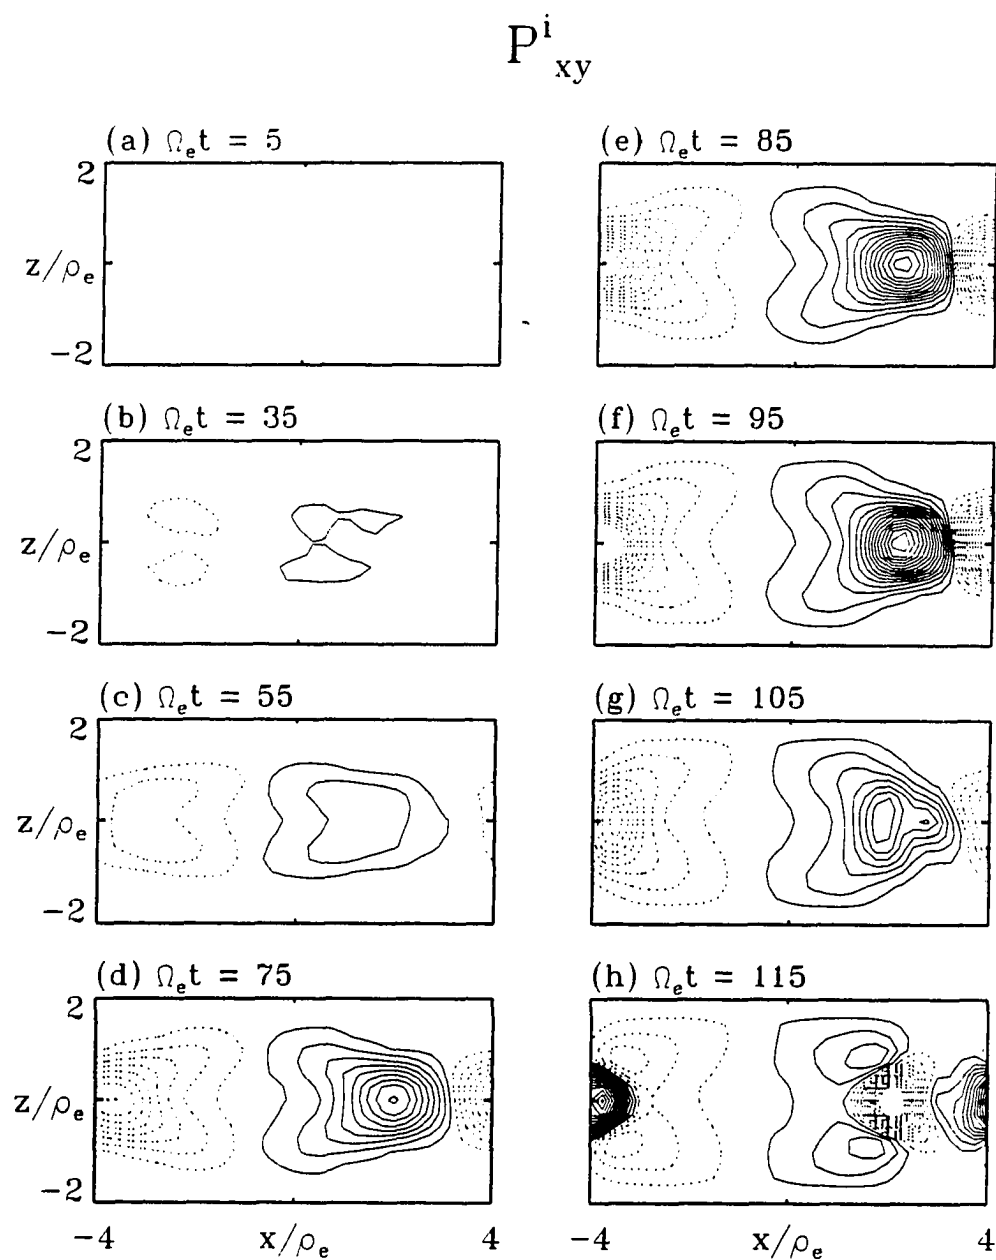 P^i_xy
(a) Ω_e t = 5
2
z/ρ_e
-2
(b) Ω_e t = 35
2
z/ρ_e
-2
(c) Ω_e t = 55
2
z/ρ_e
-2
(d) Ω_e t = 75
2
z/ρ_e
-2
-4 x/ρ_e 4
(e) Ω_e t = 85
(f) Ω_e t = 95
(g) Ω_e t = 105
(h) Ω_e t = 115
-4 x/ρ_e 4